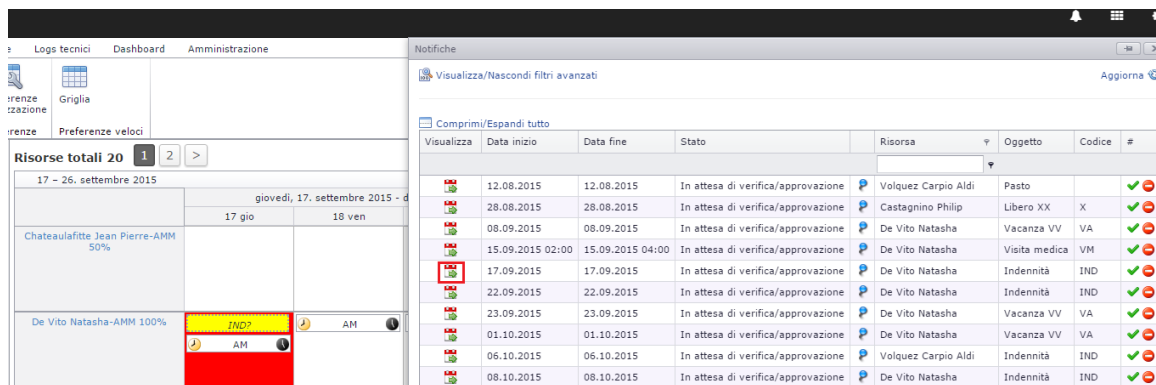 Logs tecnici Dashboard Amministrazione
Notifiche
Visualizza/Nascondi filtri avanzati Aggiorna
Griglia
Preferenze veloci
Comprimi/Espandi tutto
Risorse totali 20 1 2 >
Visualizza Data inizio Data fine Stato Risorsa Oggetto Codice #
17 – 26. settembre 2015
giovedì, 17. settembre 2015 - d
17 gio 18 ven
12.08.2015 12.08.2015 In attesa di verifica/approvazione Volquez Carpio Aldi Pasto
28.08.2015 28.08.2015 In attesa di verifica/approvazione Castagnino Philip Libero XX X
08.09.2015 08.09.2015 In attesa di verifica/approvazione De Vito Natasha Vacanza VV VA
15.09.2015 02:00 15.09.2015 04:00 In attesa di verifica/approvazione De Vito Natasha Visita medica VM
17.09.2015 17.09.2015 In attesa di verifica/approvazione De Vito Natasha Indennità IND
22.09.2015 22.09.2015 In attesa di verifica/approvazione De Vito Natasha Indennità IND
23.09.2015 23.09.2015 In attesa di verifica/approvazione De Vito Natasha Vacanza VV VA
01.10.2015 01.10.2015 In attesa di verifica/approvazione De Vito Natasha Vacanza VV VA
06.10.2015 06.10.2015 In attesa di verifica/approvazione Volquez Carpio Aldi Indennità IND
08.10.2015 08.10.2015 In attesa di verifica/approvazione De Vito Natasha Indennità IND
Chateaulafitte Jean Pierre-AMM
50%
De Vito Natasha-AMM 100%
IND?
AM
AM